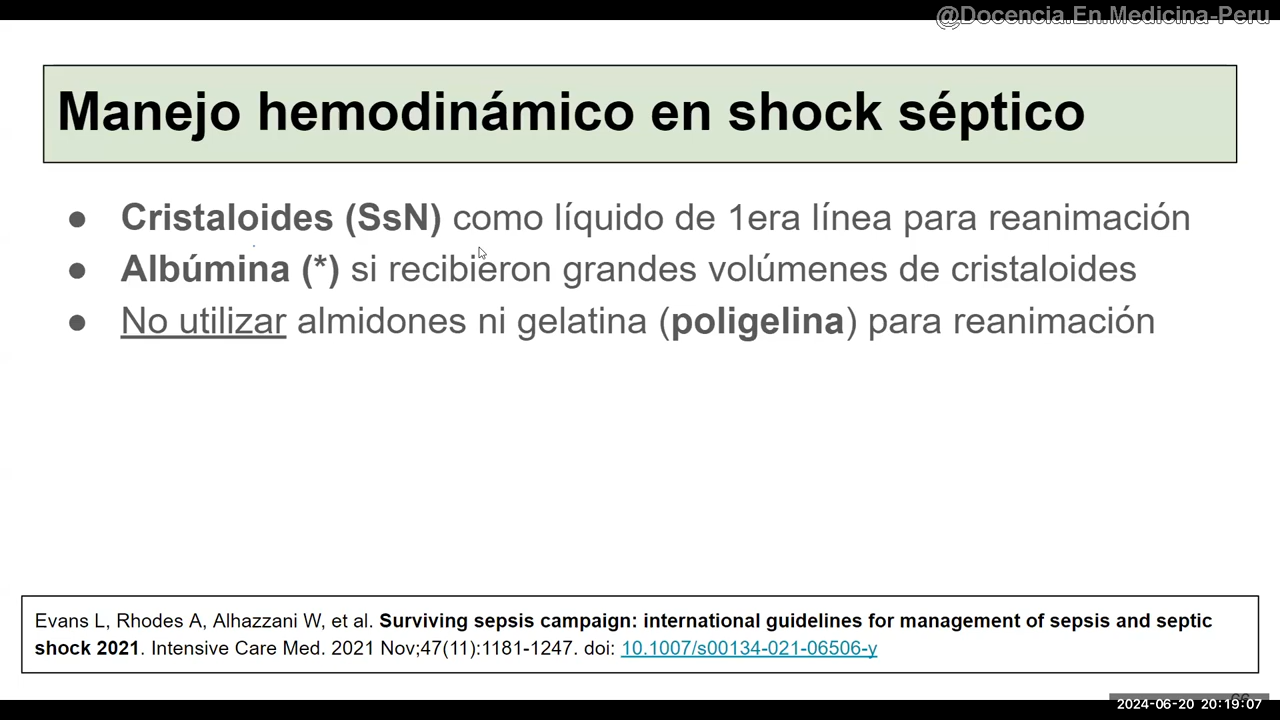 @Docencia.En.Medicina-Peru
Manejo hemodinámico en shock séptico
● Cristaloides (SsN) como líquido de 1era línea para reanimación
● Albúmina (*) si recibieron grandes volúmenes de cristaloides
● No utilizar almidones ni gelatina (poligelina) para reanimación
Evans L, Rhodes A, Alhazzani W, et al. Surviving sepsis campaign: international guidelines for management of sepsis and septic
shock 2021. Intensive Care Med. 2021 Nov;47(11):1181-1247. doi: 10.1007/s00134-021-06506-y
2024-06-20 20:19:07